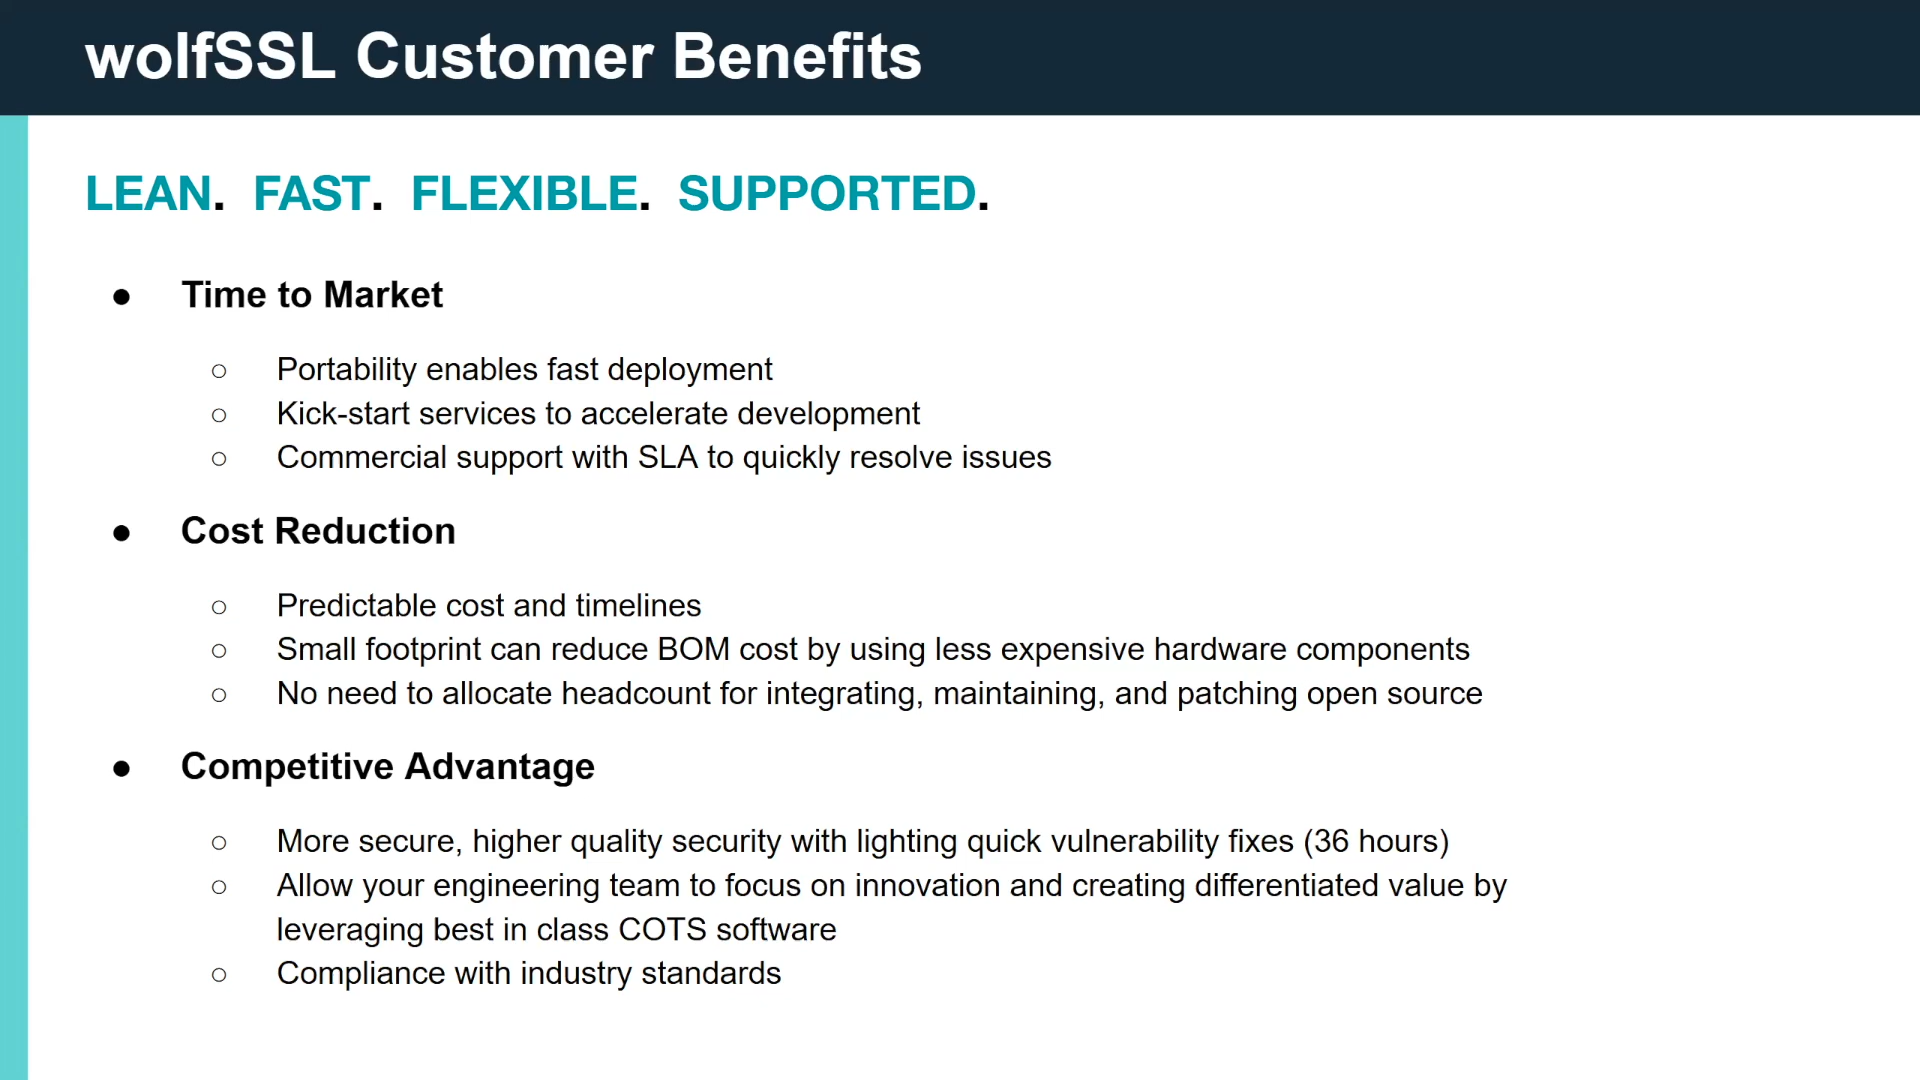 wolfSSL Customer Benefits
LEAN. FAST. FLEXIBLE. SUPPORTED.
● Time to Market
○ Portability enables fast deployment
○ Kick-start services to accelerate development
○ Commercial support with SLA to quickly resolve issues
● Cost Reduction
○ Predictable cost and timelines
○ Small footprint can reduce BOM cost by using less expensive hardware components
○ No need to allocate headcount for integrating, maintaining, and patching open source
● Competitive Advantage
○ More secure, higher quality security with lighting quick vulnerability fixes (36 hours)
○ Allow your engineering team to focus on innovation and creating differentiated value by
leveraging best in class COTS software
○ Compliance with industry standards